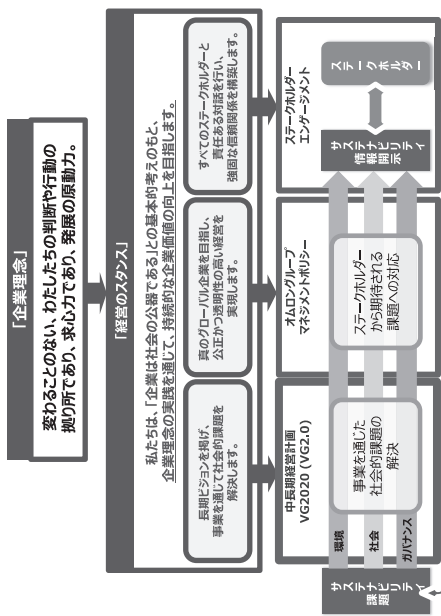 「企業理念」
変わることのない、わたしたちの判断や行動の
拠り所であり、求心力であり、発展の原動力。
「経営のスタンス」
私たちは、「企業は社会の公器である」との基本的考えのもと、
企業理念の実践を通じて、持続的な企業価値の向上を目指します。
長期ビジョンを掲げ、
事業を通じて社会的課題を
解決します。
真のグローバル企業を目指し、
公正かつ透明性の高い経営を
実現します。
すべてのステークホルダーと
責任ある対話を行い、
強固な信頼関係を構築します。
中長期経営計画
VG2020 (VG2.0)
オムロングループ
マネジメントポリシー
ステークホルダー
エンゲージメント
サステナビリティ
課題
環境
社会
ガバナンス
事業を通じた
社会的課題の
解決
ステークホルダー
から期待される
課題への対応
サステナビリティ
情報開示
ステークホルダー